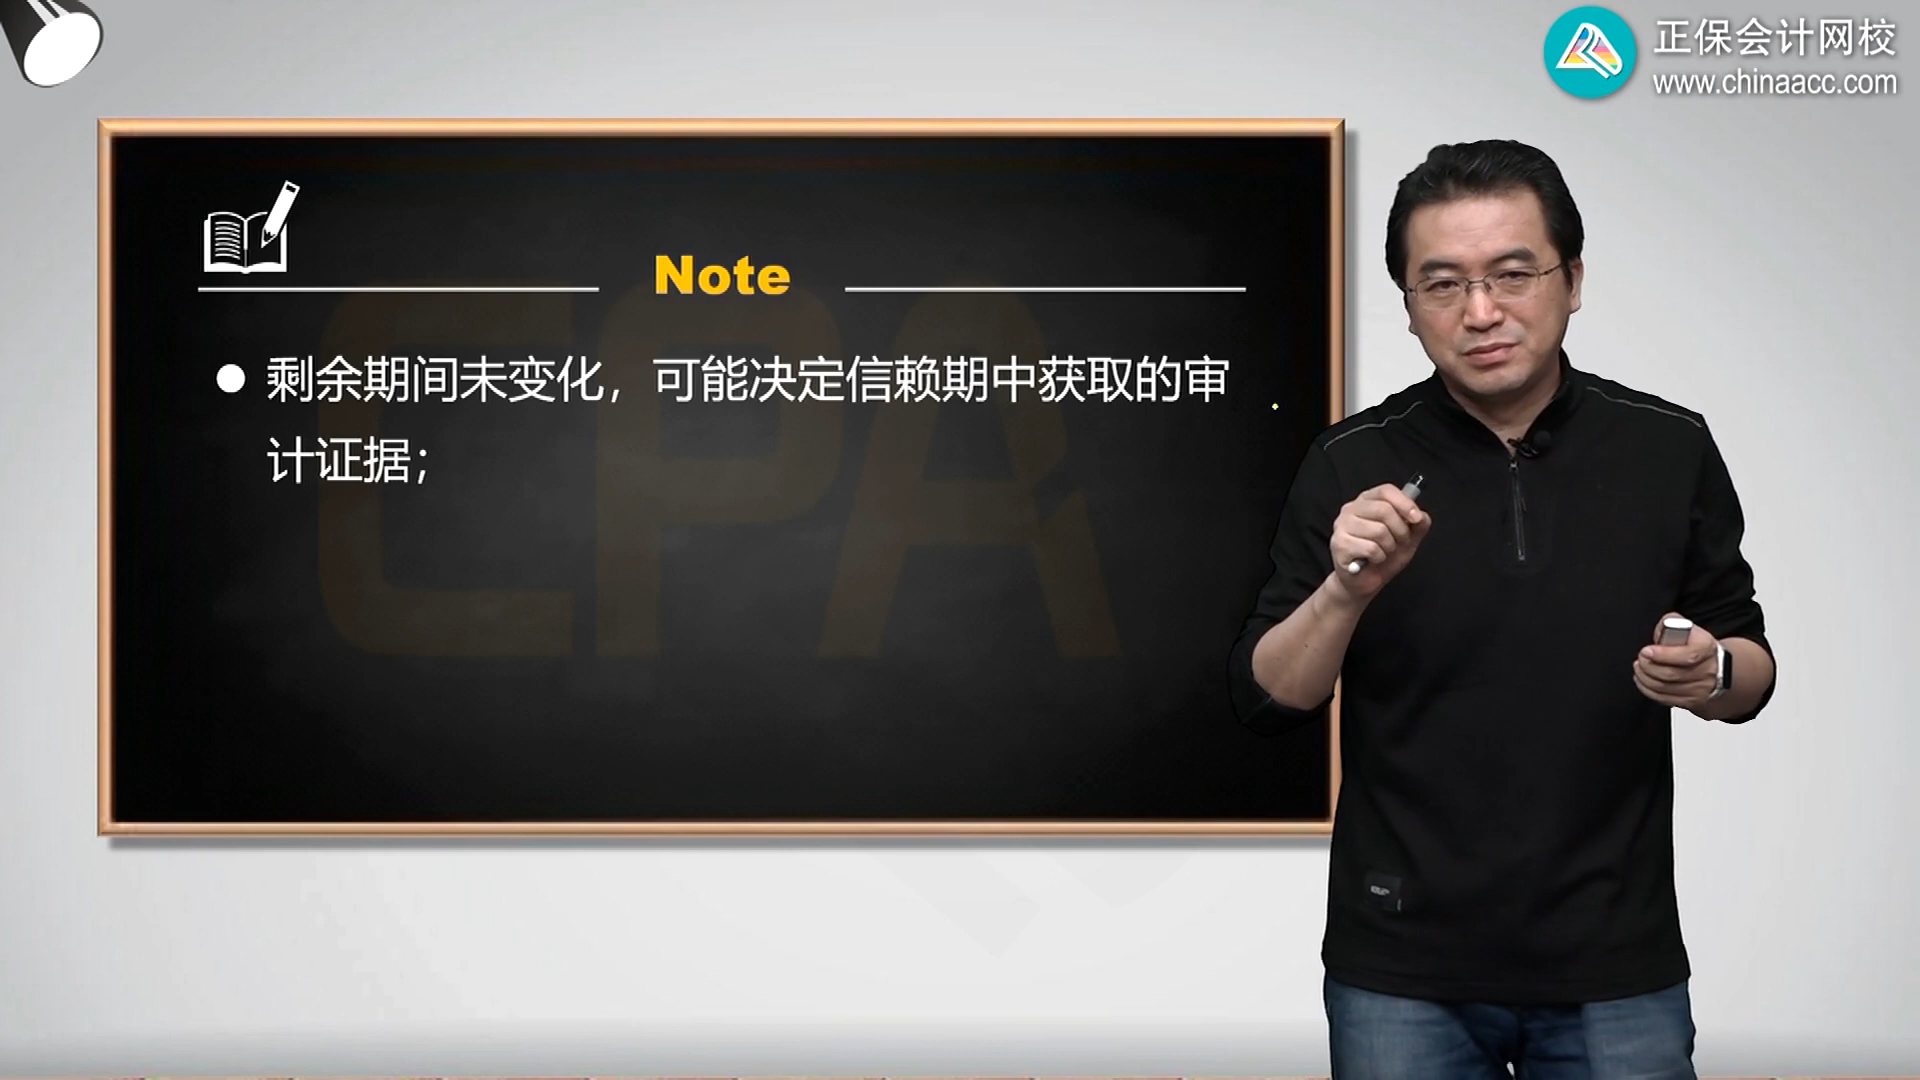 正保会计网校
www.chinaacc.com
Note
剩余期间未变化，可能决定信赖期中获取的审
计证据；
CPA